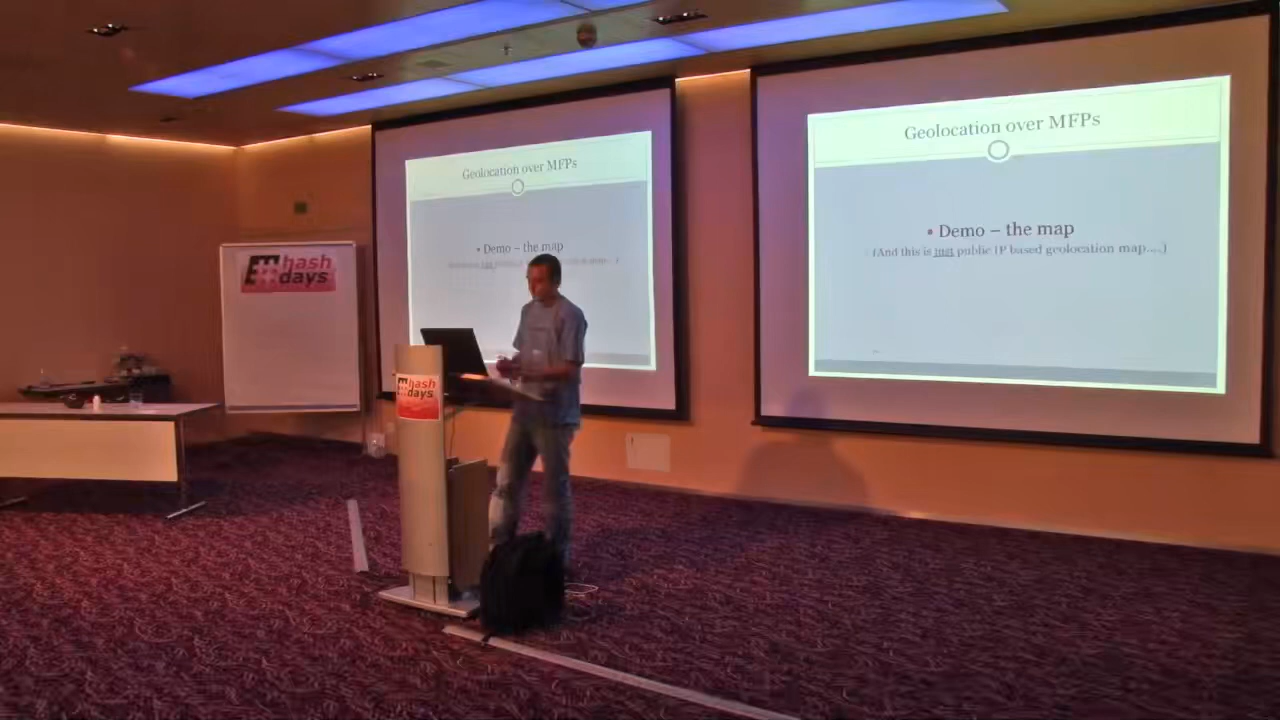 Geolocation over MFPs
• Demo – the map
Geolocation over MFPs
• Demo – the map
(And this is just public IP based geolocation map....)
# hash
days
# hash
days